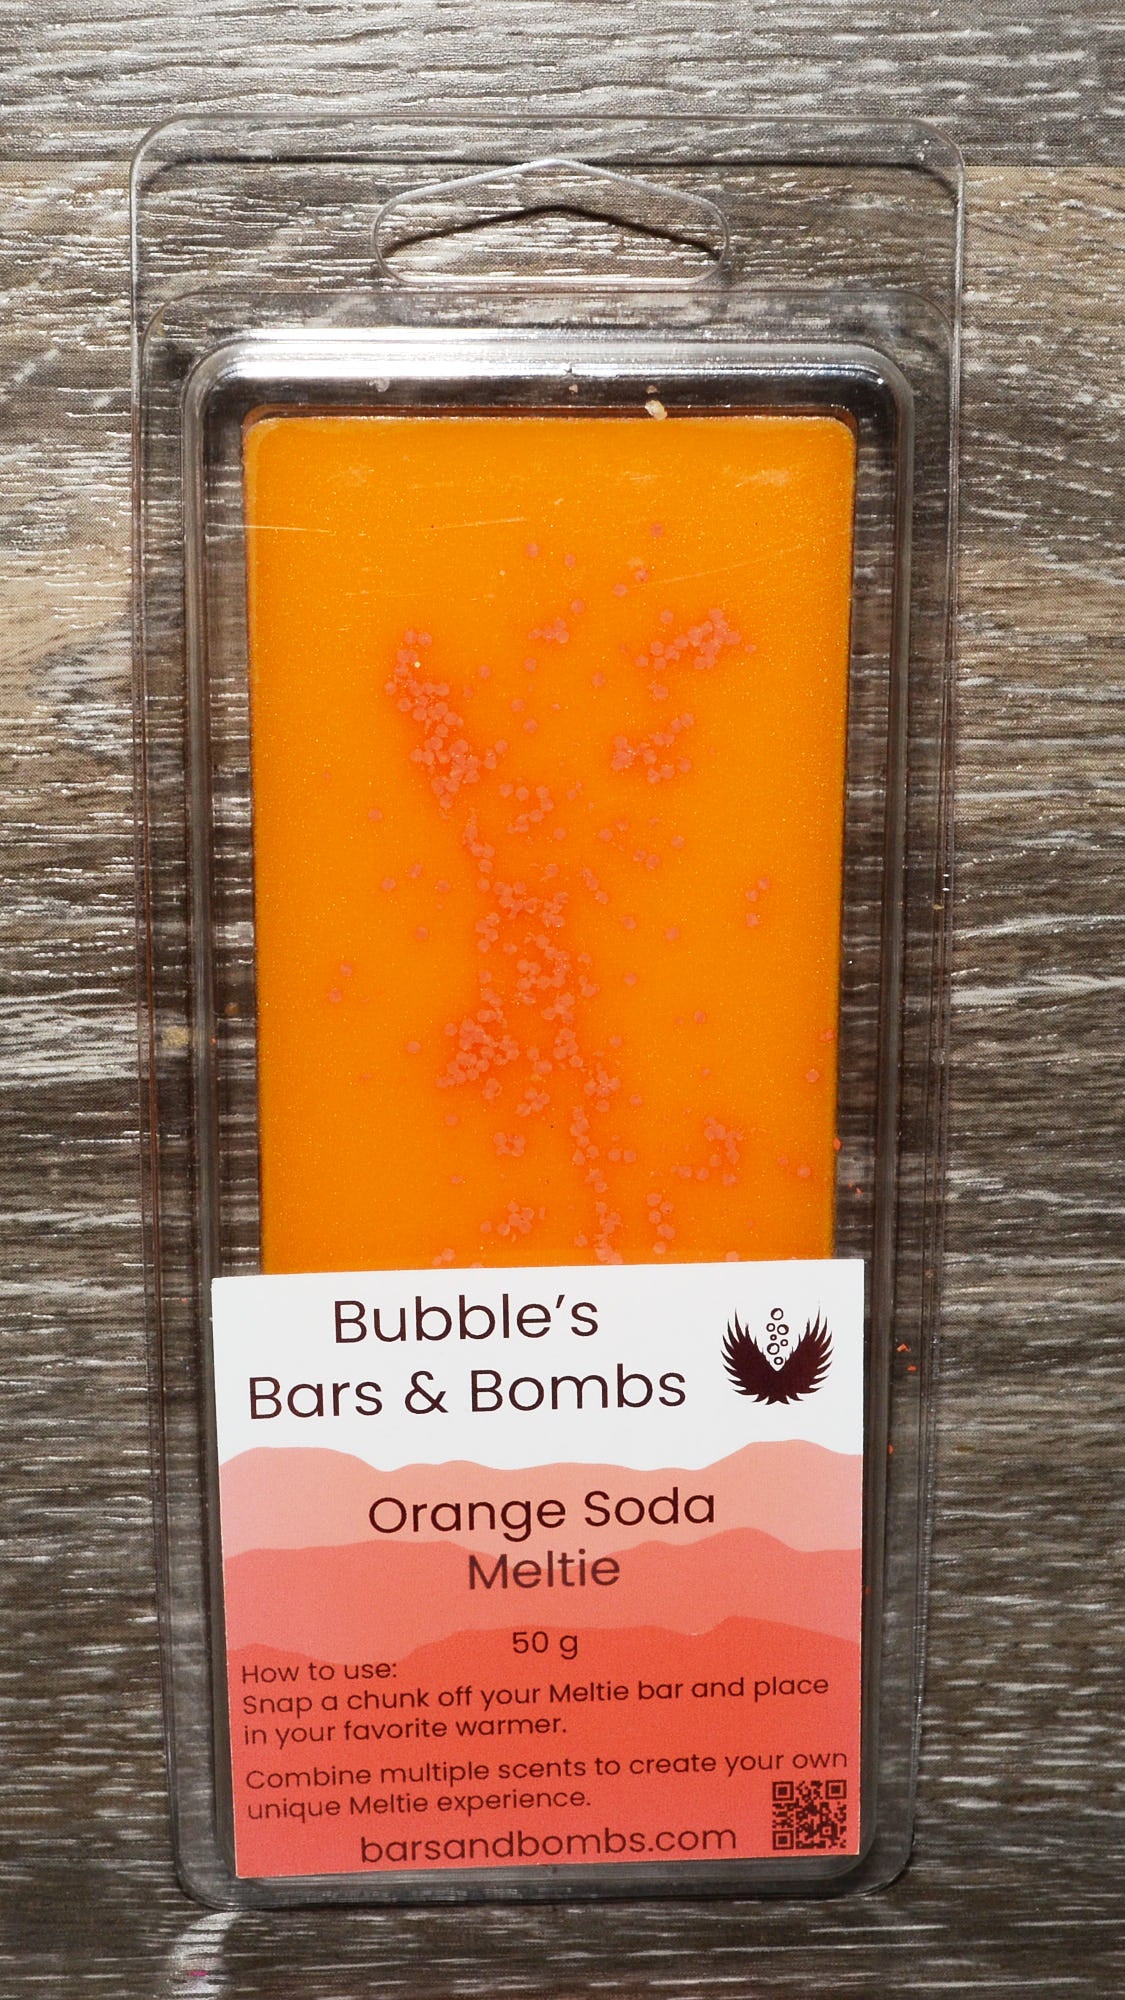 Bubble's
Bars & Bombs
Orange Soda
Meltie
50 g
How to use:
Snap a chunk off your Meltie bar and place
in your favorite warmer.
Combine multiple scents to create your own
unique Meltie experience.
barsandbombs.com